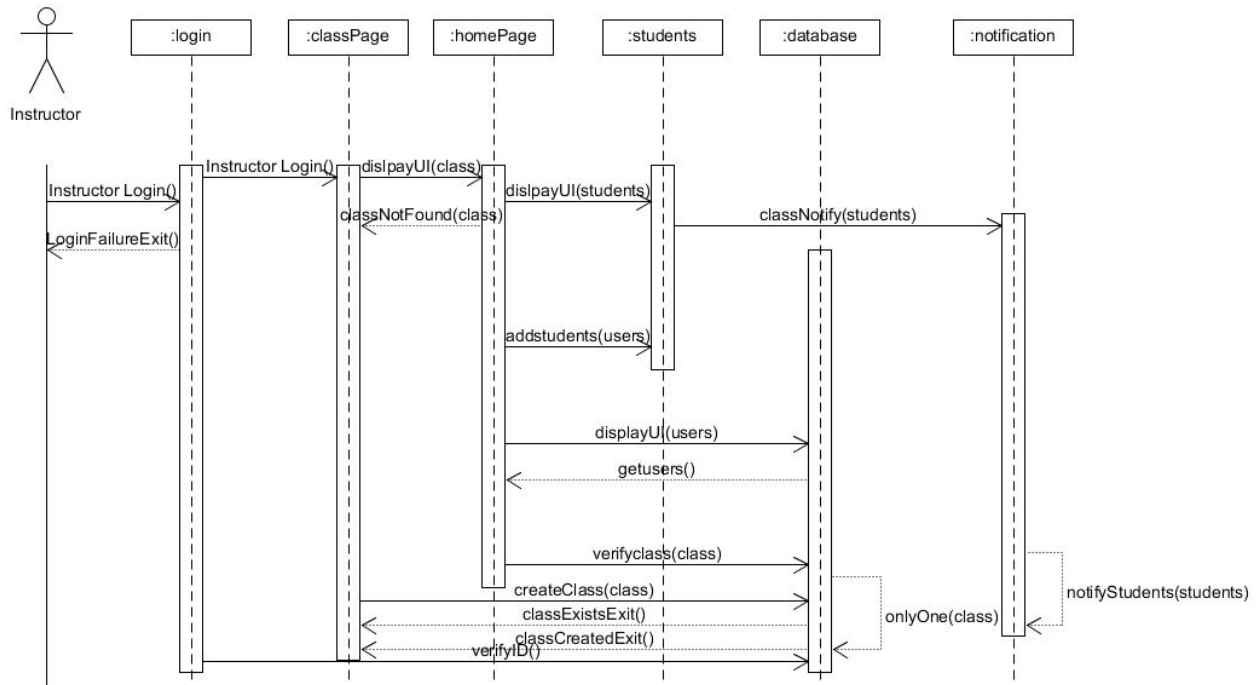 :login
:classPage
:homePage
:students
:database
:notification
Instructor
Instructor Login()
dislpayUI(class)
Instructor Login()
dislpayUI(students)
classNotFound(class)
classNotify(students)
LoginFailureExit()
addstudents(users)
displayUI(users)
getusers()
verifyclass(class)
createClass(class)
notifyStudents(students)
classExistsExit()
onlyOne(class)
classCreatedExit()
verifyID()